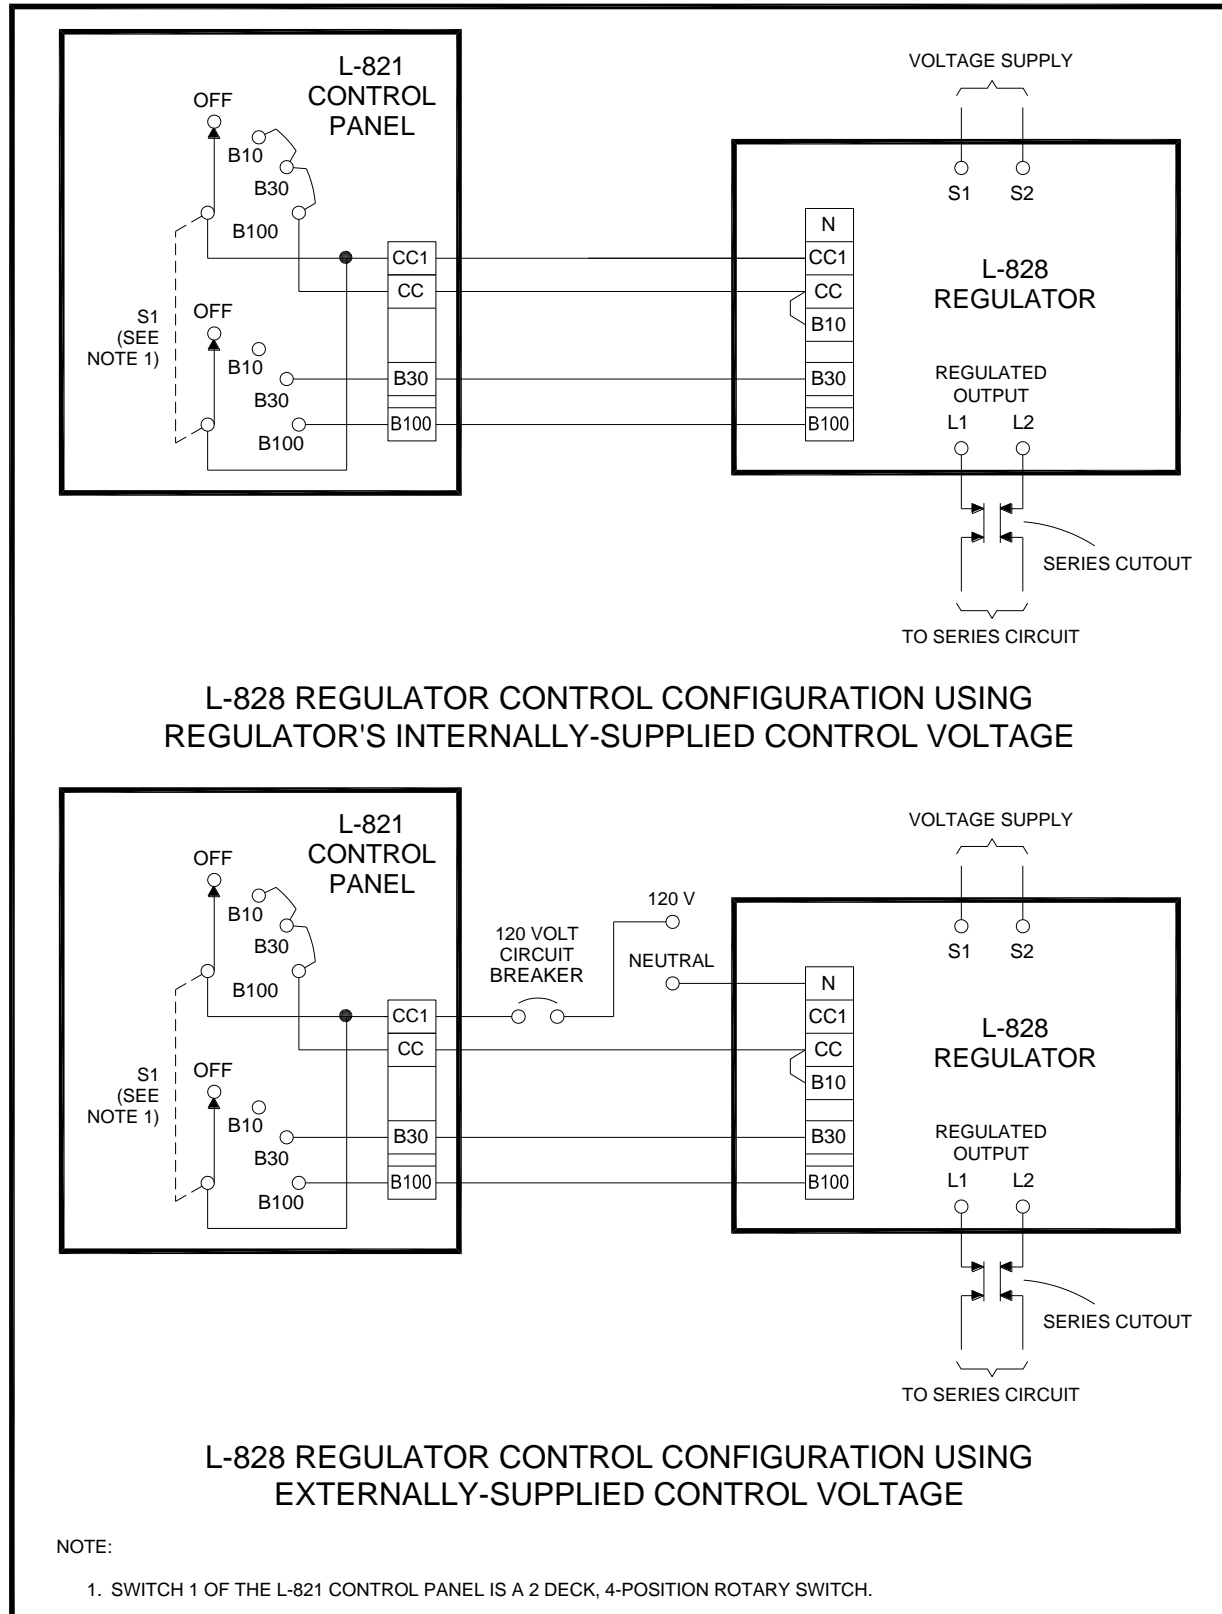 L-821
CONTROL
PANEL
OFF
B10
B30
B100
S1
(SEE
NOTE 1)
OFF
B10
B30
B100
CC1
CC
B30
B100
VOLTAGE SUPPLY
S1 S2
N
CC1
CC
B10
B30
B100
L-828
REGULATOR
REGULATED
OUTPUT
L1 L2
SERIES CUTOUT
TO SERIES CIRCUIT
L-828 REGULATOR CONTROL CONFIGURATION USING
REGULATOR'S INTERNALLY-SUPPLIED CONTROL VOLTAGE
L-821
CONTROL
PANEL
OFF
B10
B30
B100
S1
(SEE
NOTE 1)
OFF
B10
B30
B100
CC1
CC
B30
B100
120 VOLT
CIRCUIT
BREAKER
120 V
NEUTRAL
VOLTAGE SUPPLY
S1 S2
N
CC1
CC
B10
B30
B100
L-828
REGULATOR
REGULATED
OUTPUT
L1 L2
SERIES CUTOUT
TO SERIES CIRCUIT
L-828 REGULATOR CONTROL CONFIGURATION USING
EXTERNALLY-SUPPLIED CONTROL VOLTAGE
NOTE:
1. SWITCH 1 OF THE L-821 CONTROL PANEL IS A 2 DECK, 4-POSITION ROTARY SWITCH.